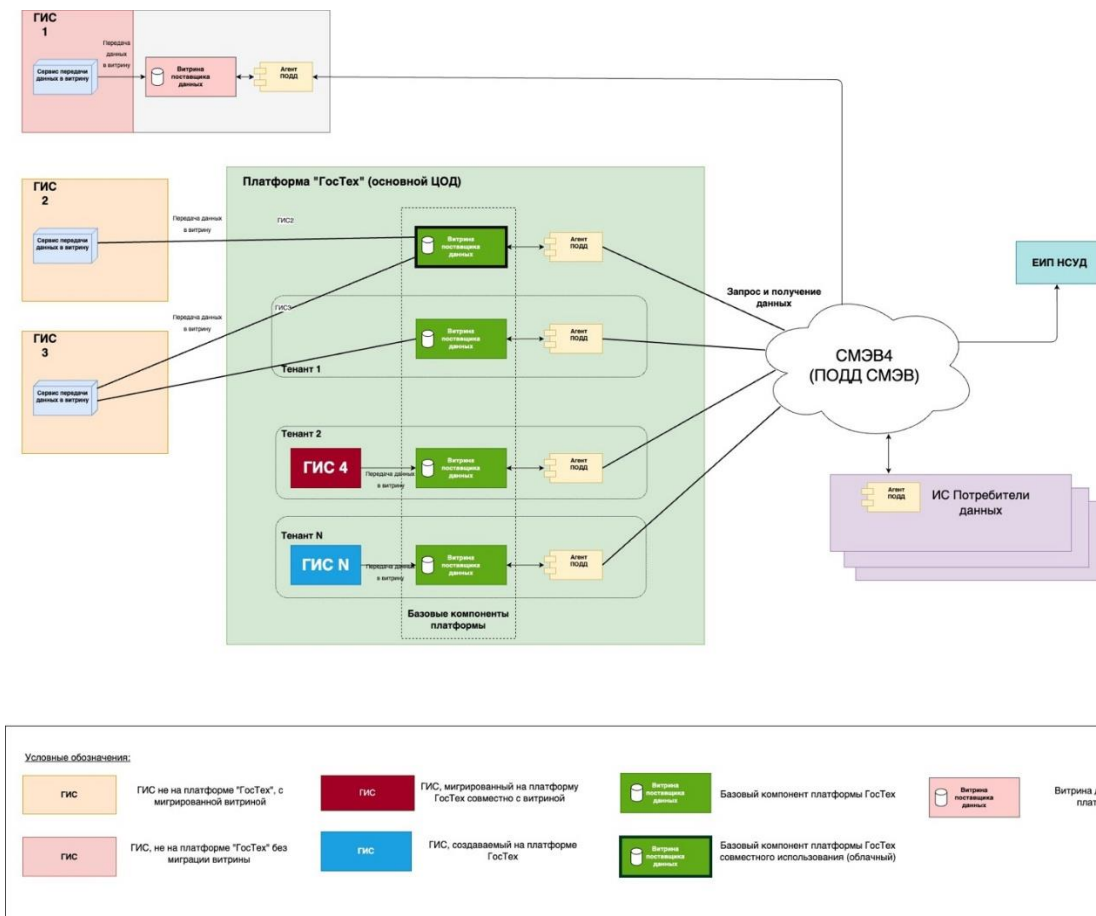 ГИС
1
Передача
данных
в витрину
Сервис передачи
данных в витрину
Витрина
поставщика
данных
Агент
ПОДД
ГИС
2
Сервис передачи
данных в витрину
Передача данных
в витрину
Платформа "ГосТех" (основной ЦОД)
ГИС2
Витрина
поставщика
данных
Агент
ПОДД
ГИС
3
Сервис передачи
данных в витрину
Передача данных
в витрину
ГИС3
Витрина
поставщика
данных
Агент
ПОДД
Тенант 1
Тенант 2
ГИС 4
Передача данных
в витрину
Витрина
поставщика
данных
Агент
ПОДД
Тенант N
ГИС N
Передача данных
в витрину
Витрина
поставщика
данных
Агент
ПОДД
Базовые компоненты
платформы
Запрос и получение
данных
СМЭВ4
(ПОДД СМЭВ)
ЕИП НСУД
Агент
ПОДД
ИС Потребители
данных
Условные обозначения:
ГИС
ГИС не на платформе "ГосТех", с
мигрированной витриной
ГИС
ГИС, не на платформе "ГосТех" без
миграции витрины
ГИС
ГИС, мигрированный на платформу
ГосТех совместно с витриной
ГИС
ГИС, создаваемый на платформе
ГосТех
Витрина
поставщика
данных
Базовый компонент платформы ГосТех
Витрина
поставщика
данных
Базовый компонент платформы ГосТех
совместного использования (облачный)
Витрина
поставщика
данных
Витрина